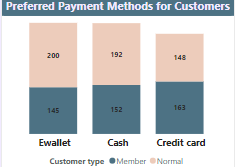 Preferred Payment Methods for Customers
200 192 148
145 152 163
Ewallet Cash Credit card
Customer type Member Normal